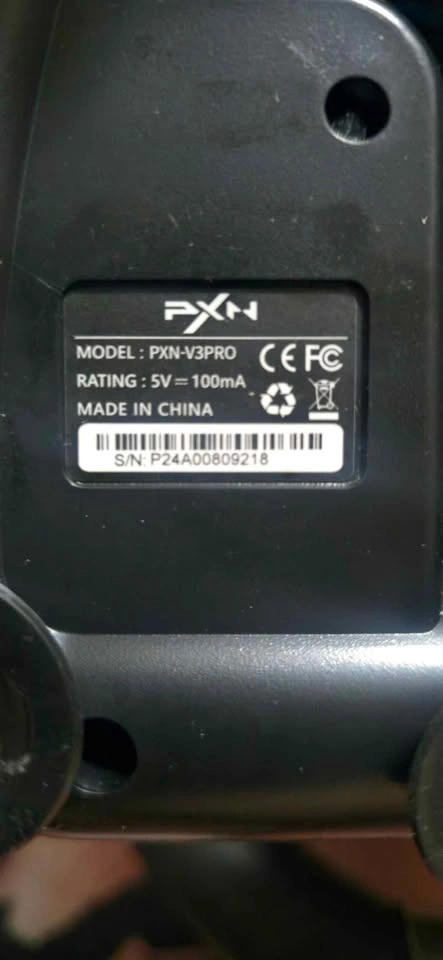 PXN
MODEL : PXN-V3PRO
RATING : 5V⎓100mA
MADE IN CHINA
CE FC
S/N: P24A00809218